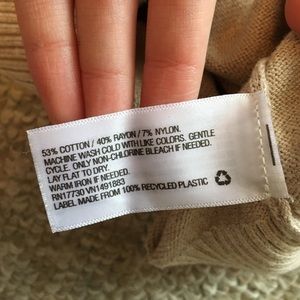 53% COTTON / 40% RAYON / 7% NYLON.
MACHINE WASH COLD WITH LIKE COLORS. GENTLE
CYCLE. ONLY NON-CHLORINE BLEACH IF NEEDED.
LAY FLAT TO DRY.
WARM IRON IF NEEDED.
RN17730 VN1491883
LABEL. MADE FROM 100% RECYCLED PLASTIC